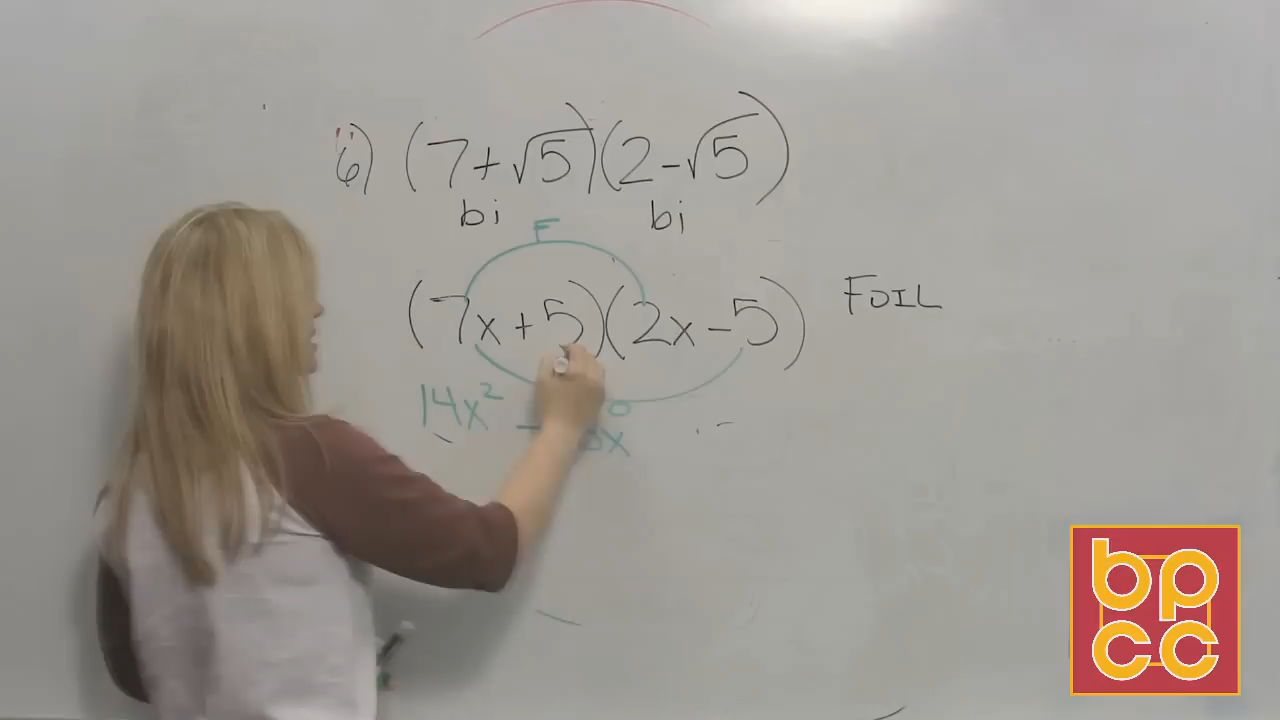 6) (7+√5)(2-√5)
bi bi
F
(7x+5)(2x-5) FOIL
O
14x² -
x
bp
cc